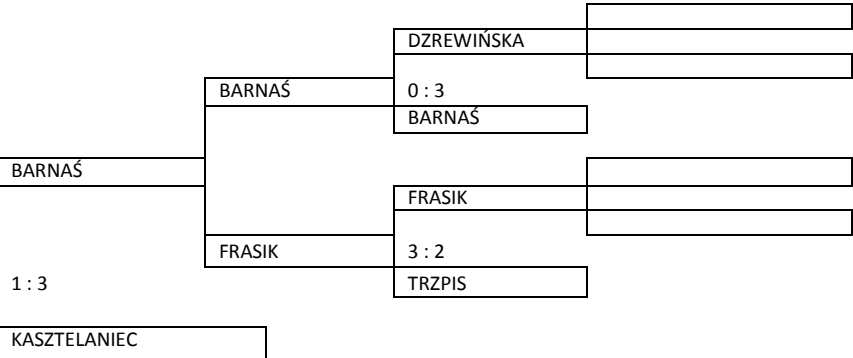 DZREWIŃSKA
BARNAŚ 0 : 3
BARNAŚ
BARNAŚ
FRASIK
FRASIK 3 : 2
1 : 3 TRZPIS
KASZTELANIEC